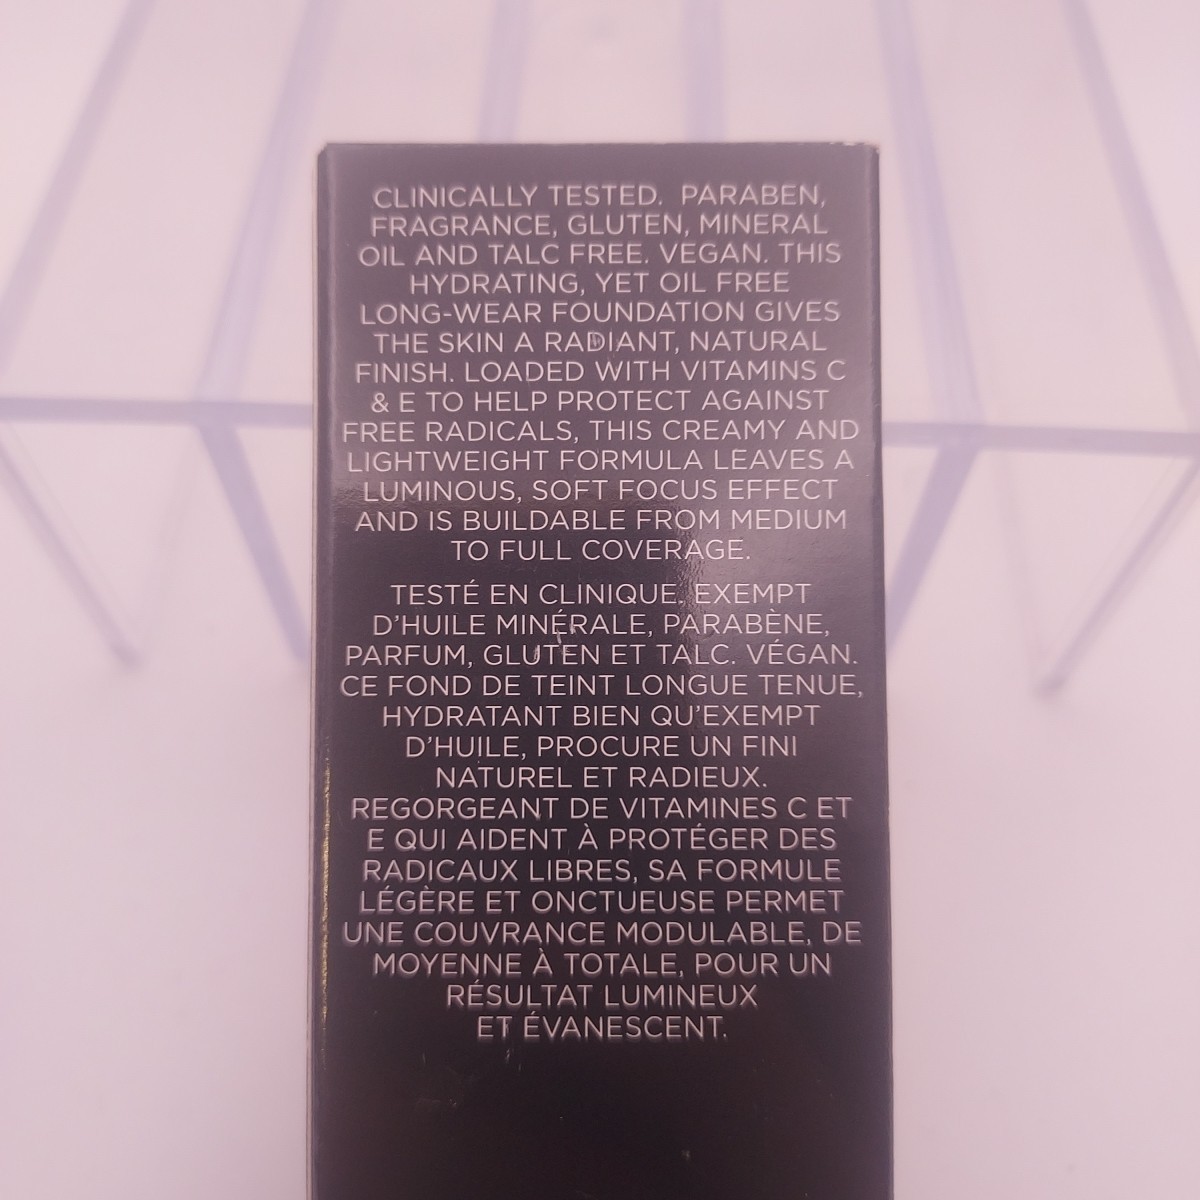 CLINICALLY TESTED. PARABEN,
FRAGRANCE, GLUTEN, MINERAL
OIL AND TALC FREE. VEGAN. THIS
HYDRATING, YET OIL FREE
LONG-WEAR FOUNDATION GIVES
THE SKIN A RADIANT, NATURAL
FINISH. LOADED WITH VITAMINS C
& E TO HELP PROTECT AGAINST
FREE RADICALS, THIS CREAMY AND
LIGHTWEIGHT FORMULA LEAVES A
LUMINOUS, SOFT FOCUS EFFECT
AND IS BUILDABLE FROM MEDIUM
TO FULL COVERAGE.
TESTÉ EN CLINIQUE. EXEMPT
D'HUILE MINÉRALE, PARABÈNE,
PARFUM, GLUTEN ET TALC. VÉGAN.
CE FOND DE TEINT LONGUE TENUE,
HYDRATANT BIEN QU'EXEMPT
D'HUILE, PROCURE UN FINI
NATUREL ET RADIEUX.
REGORGEANT DE VITAMINES C ET
E QUI AIDENT À PROTÉGER DES
RADICAUX LIBRES, SA FORMULE
LÉGÈRE ET ONCTUEUSE PERMET
UNE COUVRANCE MODULABLE, DE
MOYENNE À TOTALE, POUR UN
RÉSULTAT LUMINEUX
ET ÉVANESCENT.